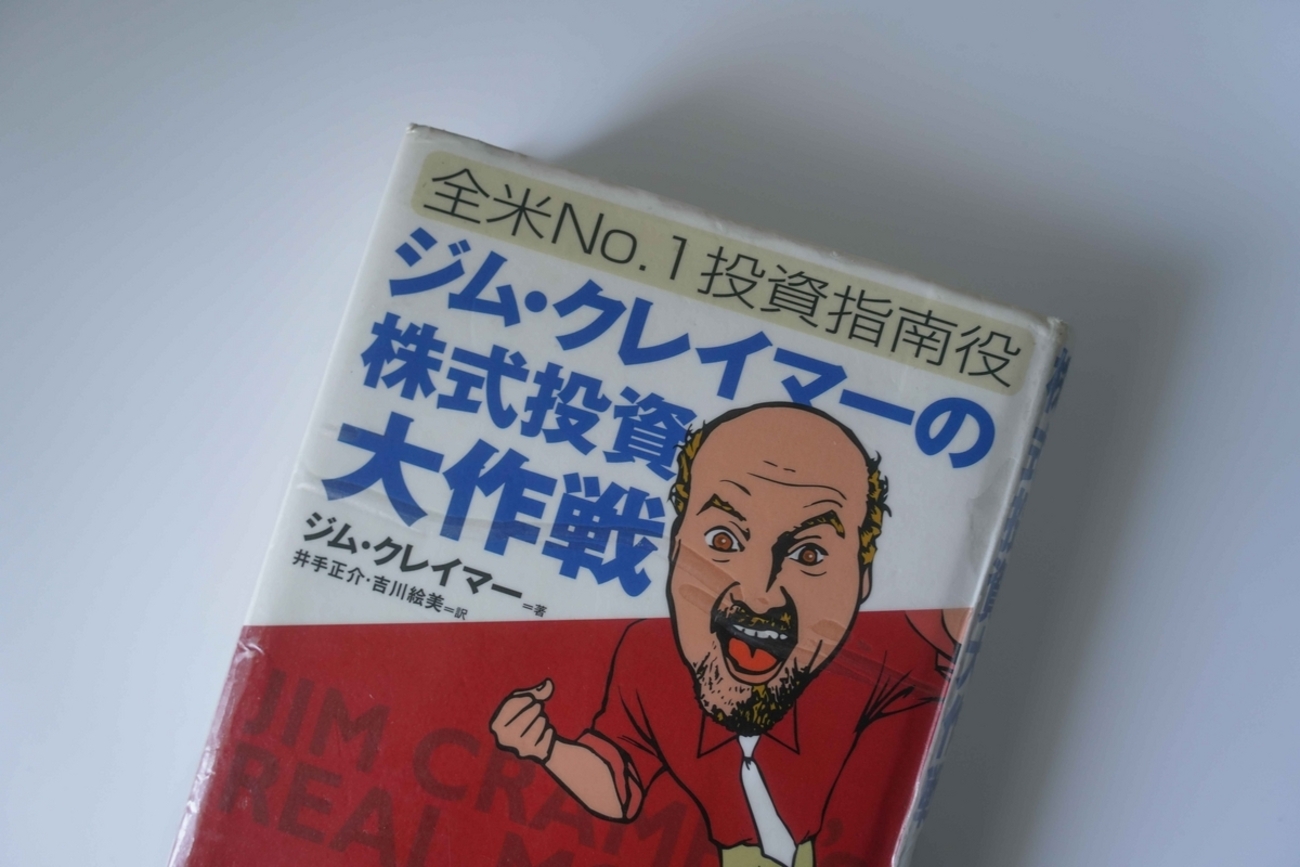 全米No.1投資指南役
ジム・クレイマーの
株式投資
大作戦
ジム・クレイマー=著
井手正介・吉川絵美=訳
JIM CRAMER'S
REAL